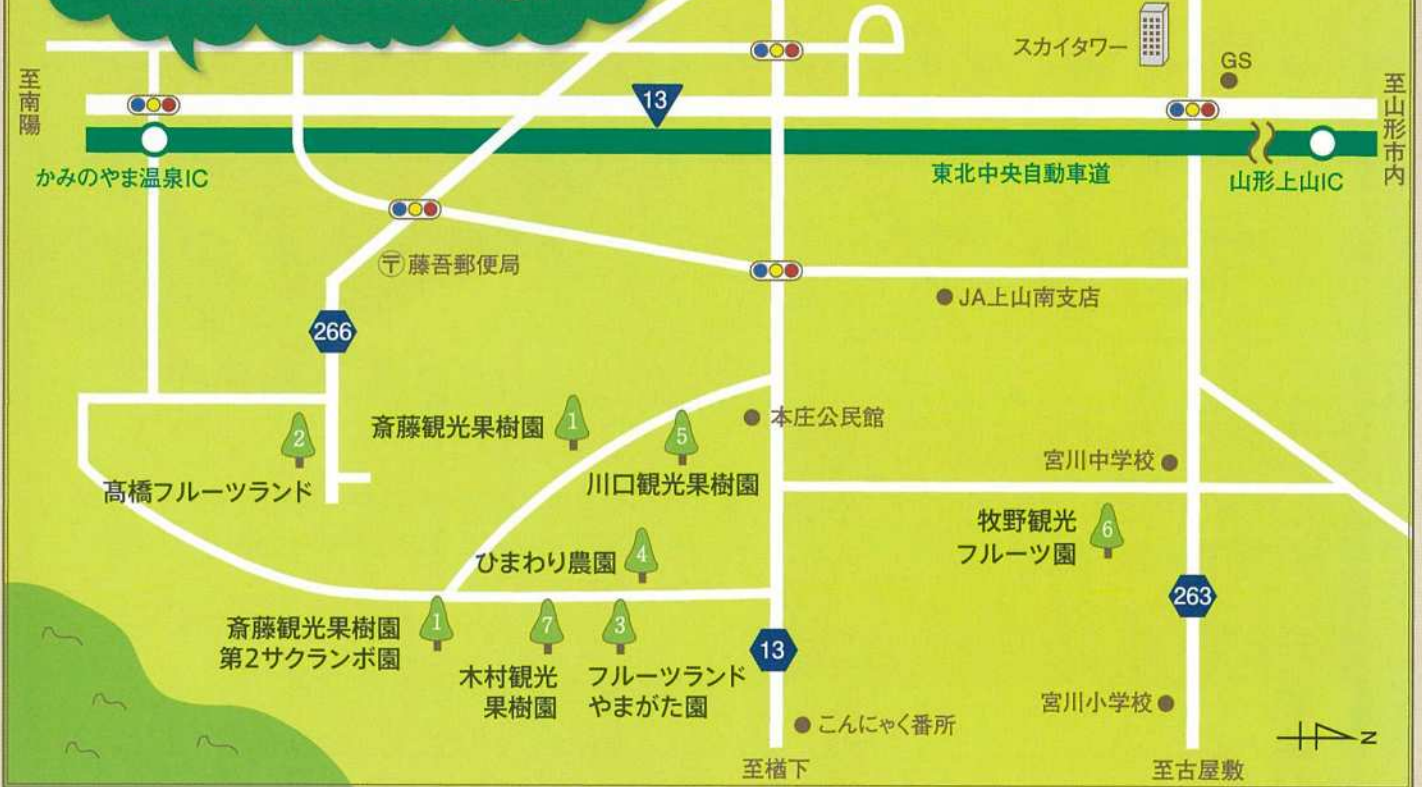 スカイタワー
GS
至南陽
13
至山形市内
かみのやま温泉IC
東北中央自動車道
山形上山IC
〒藤吾郵便局
JA上山南支店
266
2
斎藤観光果樹園
1
5
本庄公民館
髙橋フルーツランド
川口観光果樹園
宮川中学校
ひまわり農園
4
牧野観光
フルーツ園
6
263
斎藤観光果樹園
第2サクランボ園
1
7
3
13
木村観光
果樹園
フルーツランド
やまがた園
こんにゃく番所
宮川小学校
N
至楢下
至古屋敷